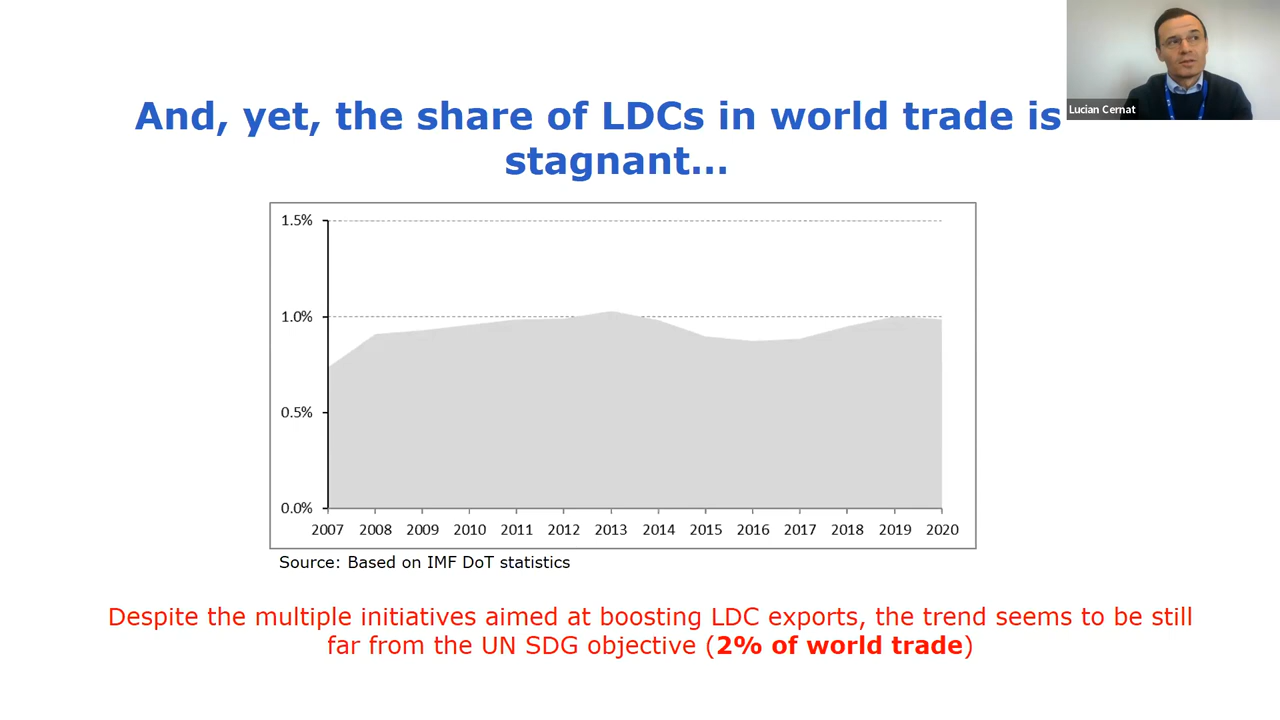 And, yet, the share of LDCs in world trade is
stagnant...
Lucian Cernat
1.5%
1.0%
0.5%
0.0%
2007 2008 2009 2010 2011 2012 2013 2014 2015 2016 2017 2018 2019 2020
Source: Based on IMF DoT statistics
Despite the multiple initiatives aimed at boosting LDC exports, the trend seems to be still
far from the UN SDG objective (2% of world trade)